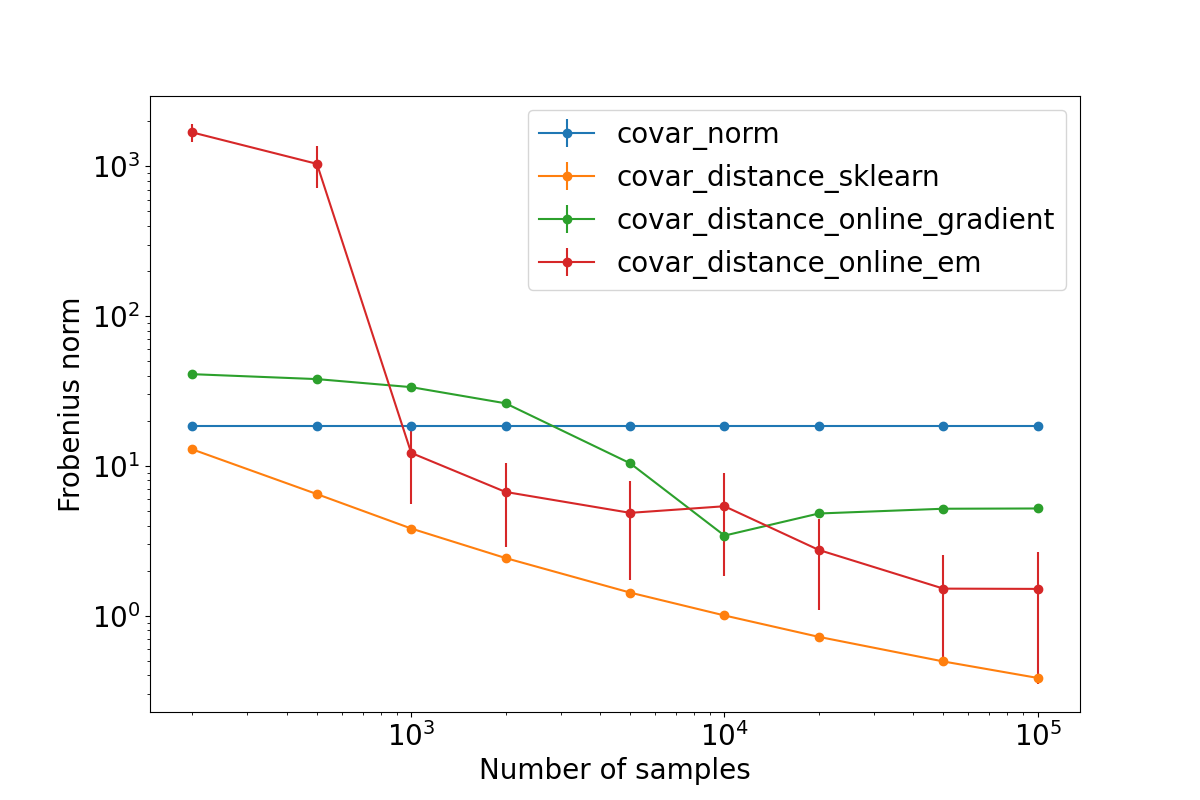 covar_norm
covar_distance_sklearn
covar_distance_online_gradient
covar_distance_online_em
Frobenius norm
10³
10²
10¹
10⁰
10³ 10⁴ 10⁵
Number of samples